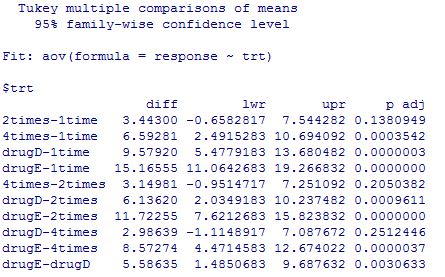 Tukey multiple comparisons of means
95% family-wise confidence level
Fit: aov(formula = response ~ trt)
$trt
diff lwr upr p adj
2times-1time 3.44300 -0.6582817 7.544282 0.1380949
4times-1time 6.59281 2.4915283 10.694092 0.0003542
drugD-1time 9.57920 5.4779183 13.680482 0.0000003
drugE-1time 15.16555 11.0642683 19.266832 0.0000000
4times-2times 3.14981 -0.9514717 7.251092 0.2050382
drugD-2times 6.13620 2.0349183 10.237482 0.0009611
drugE-2times 11.72255 7.6212683 15.823832 0.0000000
drugD-4times 2.98639 -1.1148917 7.087672 0.2512446
drugE-4times 8.57274 4.4714583 12.674022 0.0000037
drugE-drugD 5.58635 1.4850683 9.687632 0.0030633